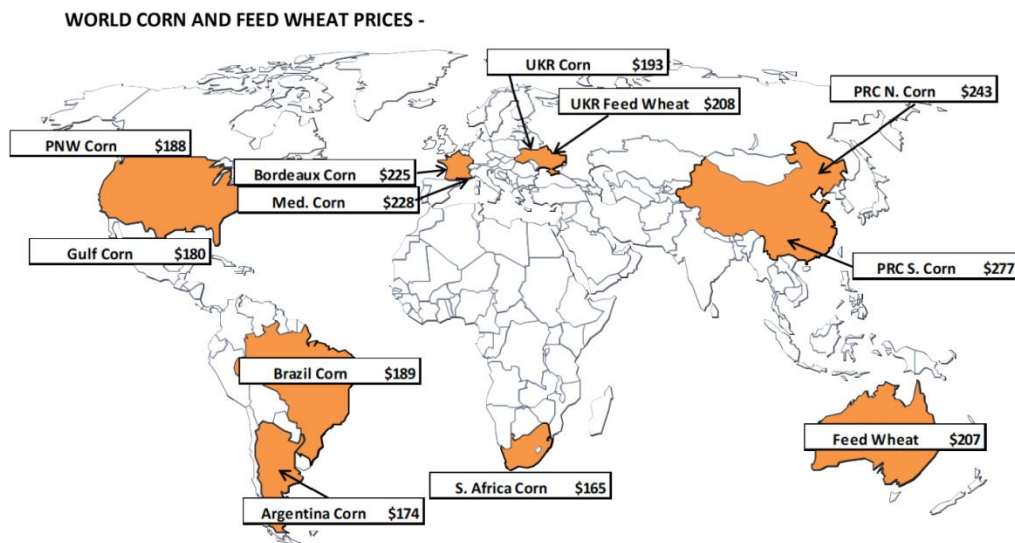 WORLD CORN AND FEED WHEAT PRICES -
UKR Corn $193
PRC N. Corn $243
UKR Feed Wheat $208
PNW Corn $188
Bordeaux Corn $225
Med. Corn $228
Gulf Corn $180
PRC S. Corn $277
Brazil Corn $189
Feed Wheat $207
S. Africa Corn $165
Argentina Corn $174